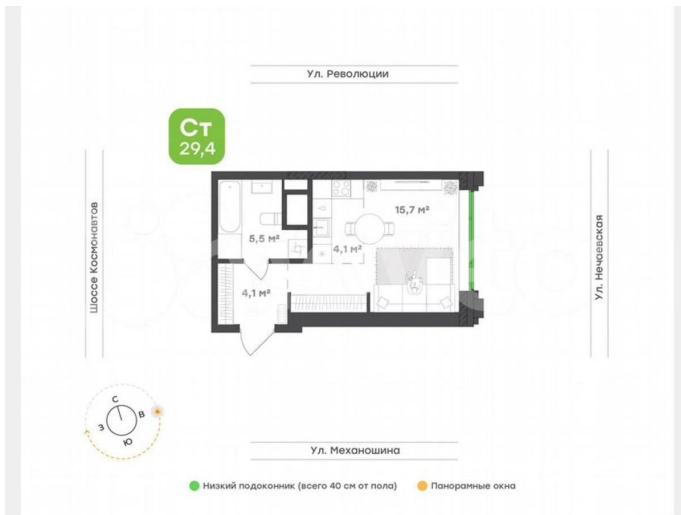 Ул. Революции
Ст
29,4
Шоссе Космонавтов
5,5 м²
15,7 м²
4,1 м²
4,1 м²
Ул. Нечаевская
С
В
З
Ю
Ул. Механошина
Низкий подоконник (всего 40 см от пола)
Панорамные окна